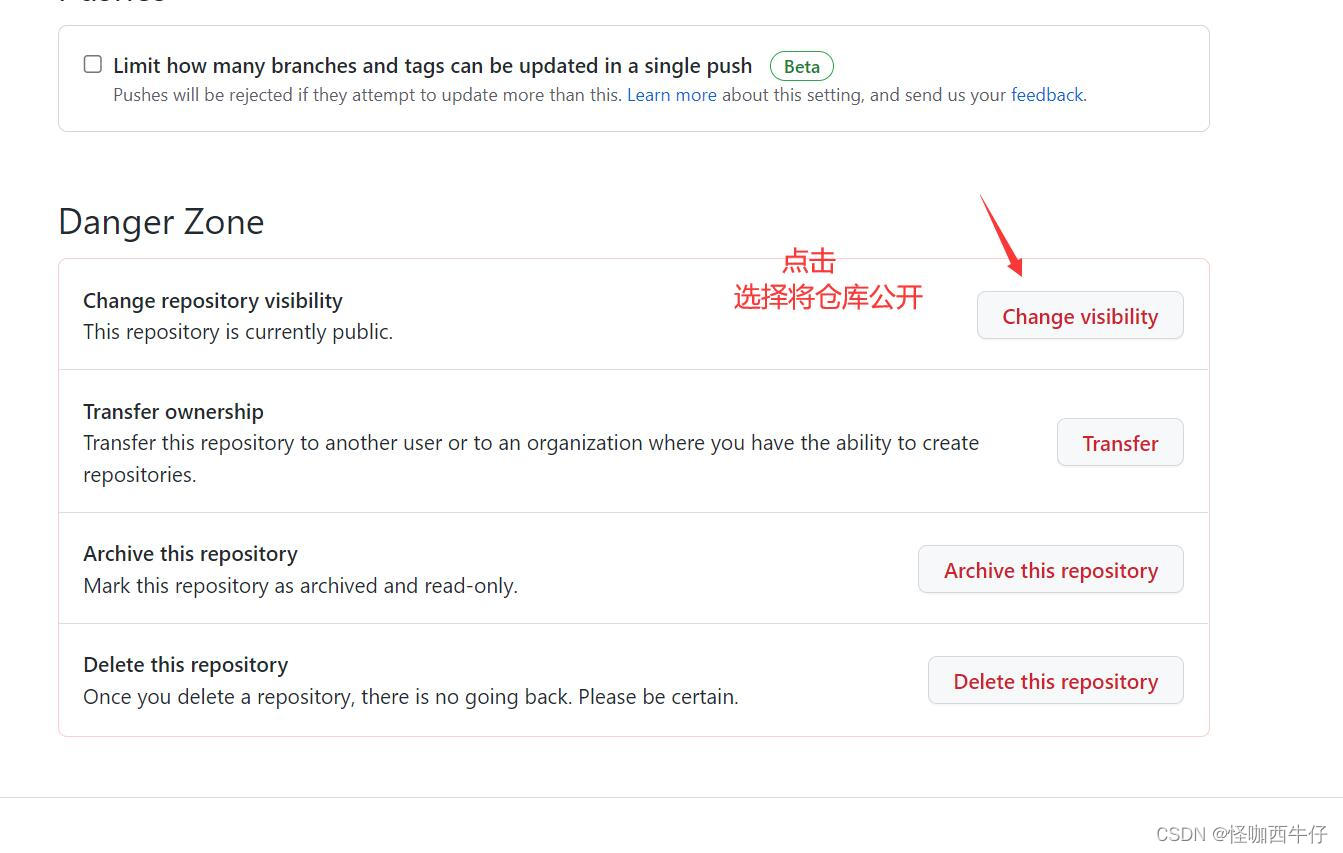 Limit how many branches and tags can be updated in a single push Beta
Pushes will be rejected if they attempt to update more than this. Learn more about this setting, and send us your feedback.
Danger Zone
点击
选择将仓库公开
Change repository visibility
This repository is currently public.
Change visibility
Transfer ownership
Transfer this repository to another user or to an organization where you have the ability to create
repositories.
Transfer
Archive this repository
Mark this repository as archived and read-only.
Archive this repository
Delete this repository
Once you delete a repository, there is no going back. Please be certain.
Delete this repository
CSDN @怪咖西牛仔